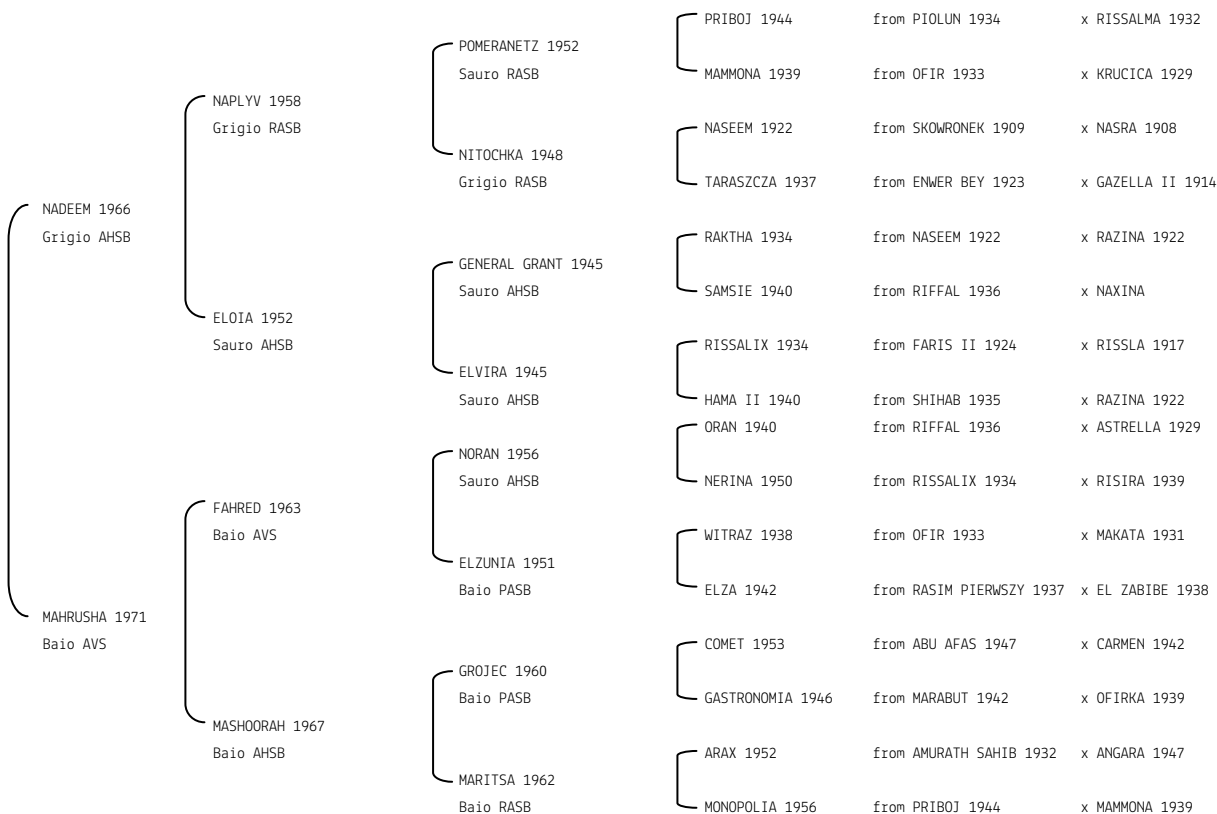 PRIBOJ 1944 from PIOLUN 1934 x RISSALMA 1932
POMERANETZ 1952
Sauro RASB
MAMMONA 1939 from OFIR 1933 x KRUCICA 1929
NAPLYV 1958
Grigio RASB
NASEEM 1922 from SKOWRONEK 1909 x NASRA 1908
NITOCHKA 1948
Grigio RASB
TARASZCZA 1937 from ENWER BEY 1923 x GAZELLA II 1914
NADEEM 1966
Grigio AHSB
RAKTHA 1934 from NASEEM 1922 x RAZINA 1922
GENERAL GRANT 1945
Sauro AHSB
SAMSIE 1940 from RIFFAL 1936 x NAXINA
ELOIA 1952
Sauro AHSB
RISSALIX 1934 from FARIS II 1924 x RISSLA 1917
ELVIRA 1945
Sauro AHSB
HAMA II 1940 from SHIHAB 1935 x RAZINA 1922
ORAN 1940 from RIFFAL 1936 x ASTRELLA 1929
NORAN 1956
Sauro AHSB
NERINA 1950 from RISSALIX 1934 x RISIRA 1939
FAHRED 1963
Baio AVS
WITRAZ 1938 from OFIR 1933 x MAKATA 1931
ELZUNIA 1951
Baio PASB
ELZA 1942 from RASIM PIERWSZY 1937 x EL ZABIBE 1938
MAHRUSHA 1971
Baio AVS
COMET 1953 from ABU AFAS 1947 x CARMEN 1942
GROJEC 1960
Baio PASB
GASTRONOMIA 1946 from MARABUT 1942 x OFIRKA 1939
MASHOORAH 1967
Baio AHSB
ARAX 1952 from AMURATH SAHIB 1932 x ANGARA 1947
MARITSA 1962
Baio RASB
MONOPOLIA 1956 from PRIBOJ 1944 x MAMMONA 1939